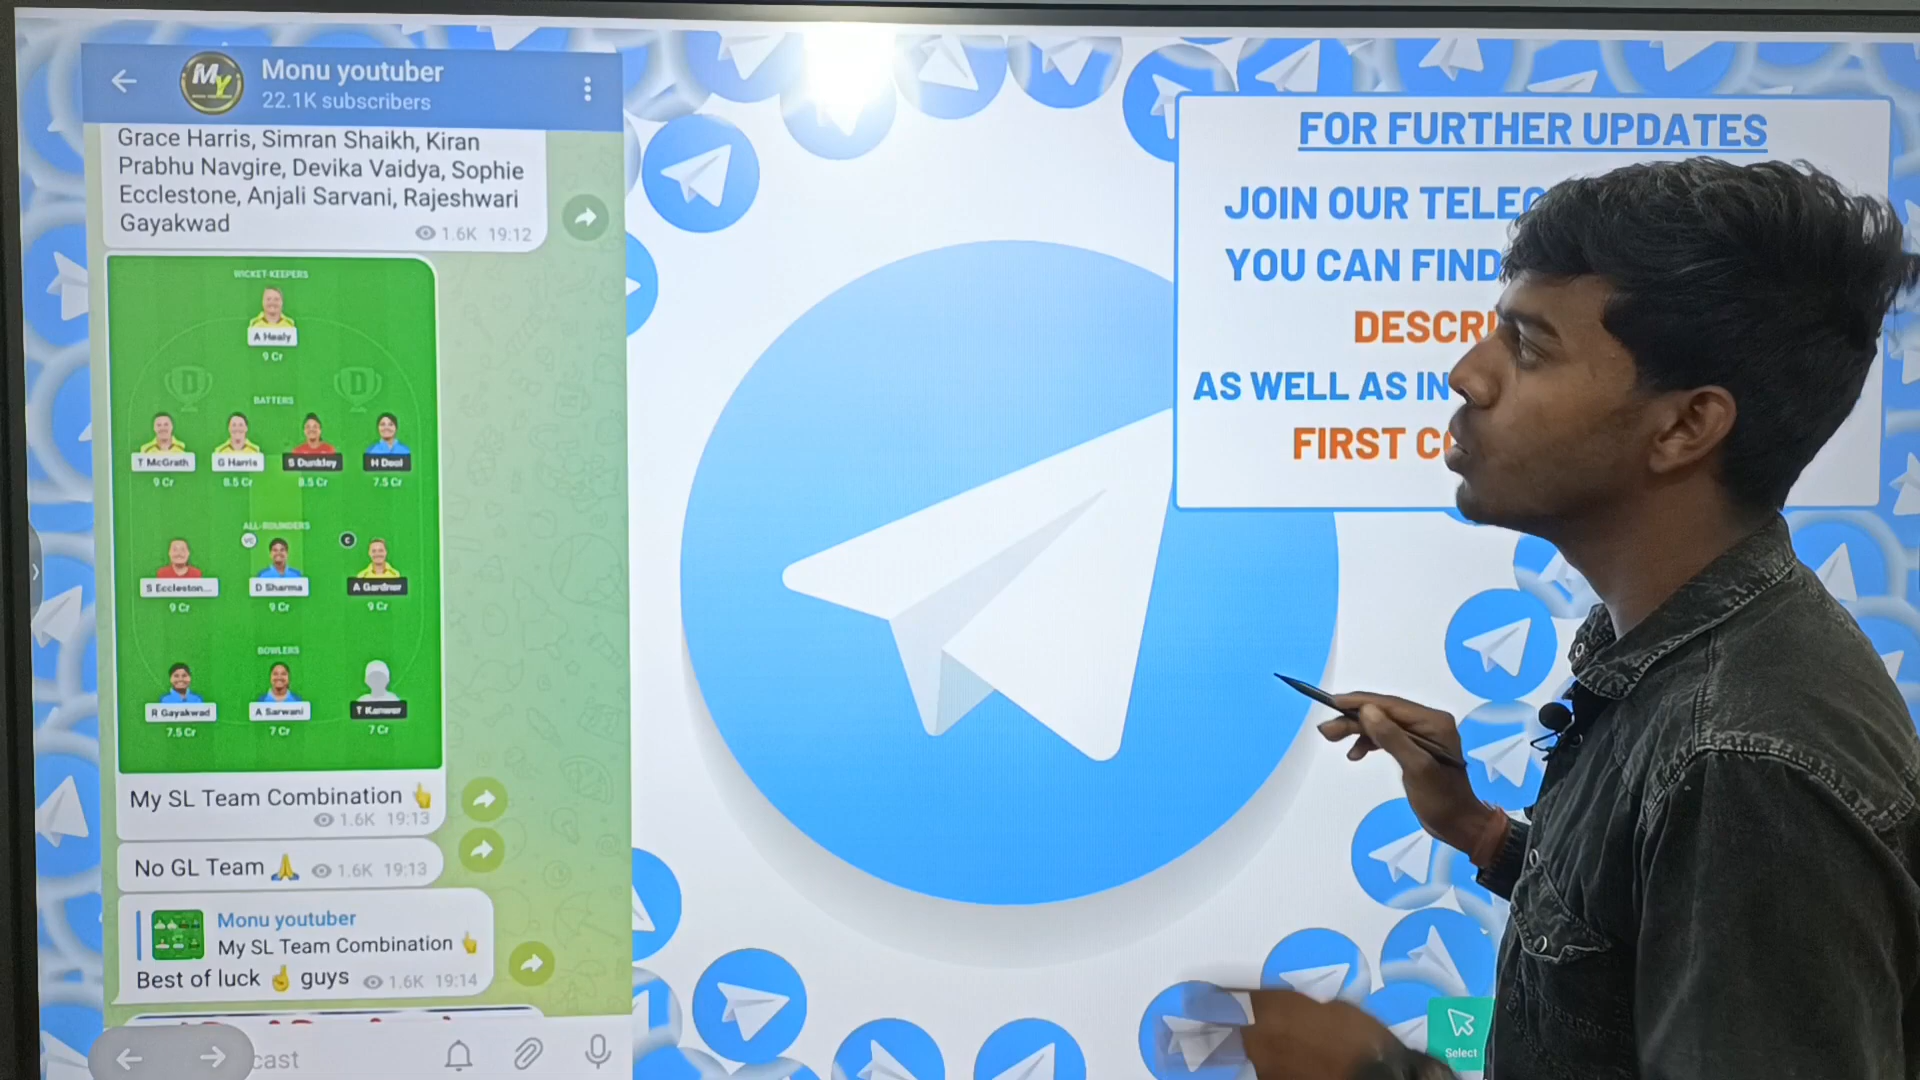 Monu youtuber
22.1K subscribers
Grace Harris, Simran Shaikh, Kiran
Prabhu Navgire, Devika Vaidya, Sophie
Ecclestone, Anjali Sarvani, Rajeshwari
Gayakwad
1.6K 19:12
WICKET-KEEPERS
A Healy
9 Cr
D D
BATTERS
T McGrath G Harris S Dunkley H Deol
9 Cr 8.5 Cr 8.5 Cr 7.5 Cr
ALL-ROUNDERS
VC C
S Eccleston... D Sharma A Gardner
9 Cr 9 Cr 9 Cr
BOWLERS
R Gayakwad A Sarwani T Kanwar
7.5 Cr 7 Cr 7 Cr
My SL Team Combination 👆
1.6K 19:13
No GL Team 🙏 1.6K 19:13
Monu youtuber
My SL Team Combination 👆
Best of luck 🤞 guys 1.6K 19:14
cast
MY
FOR FURTHER UPDATES
JOIN OUR TELEG
YOU CAN FIND
DESCRI
AS WELL AS IN
FIRST CO
Select